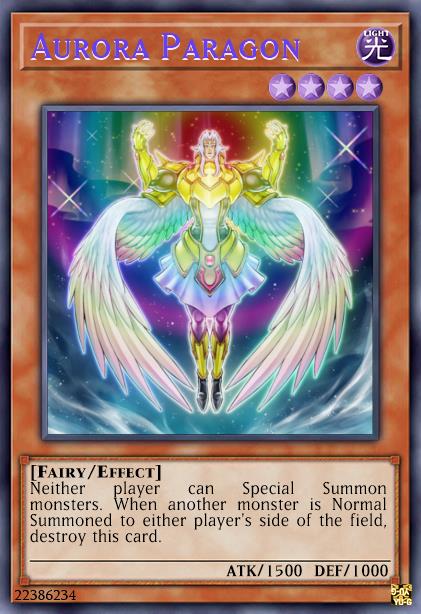 AURORA PARAGON
LIGHT
光
[FAIRY/EFFECT]
Neither player can Special Summon
monsters. When another monster is Normal
Summoned to either player's side of the field,
destroy this card.
ATK/1500 DEF/1000
22386234